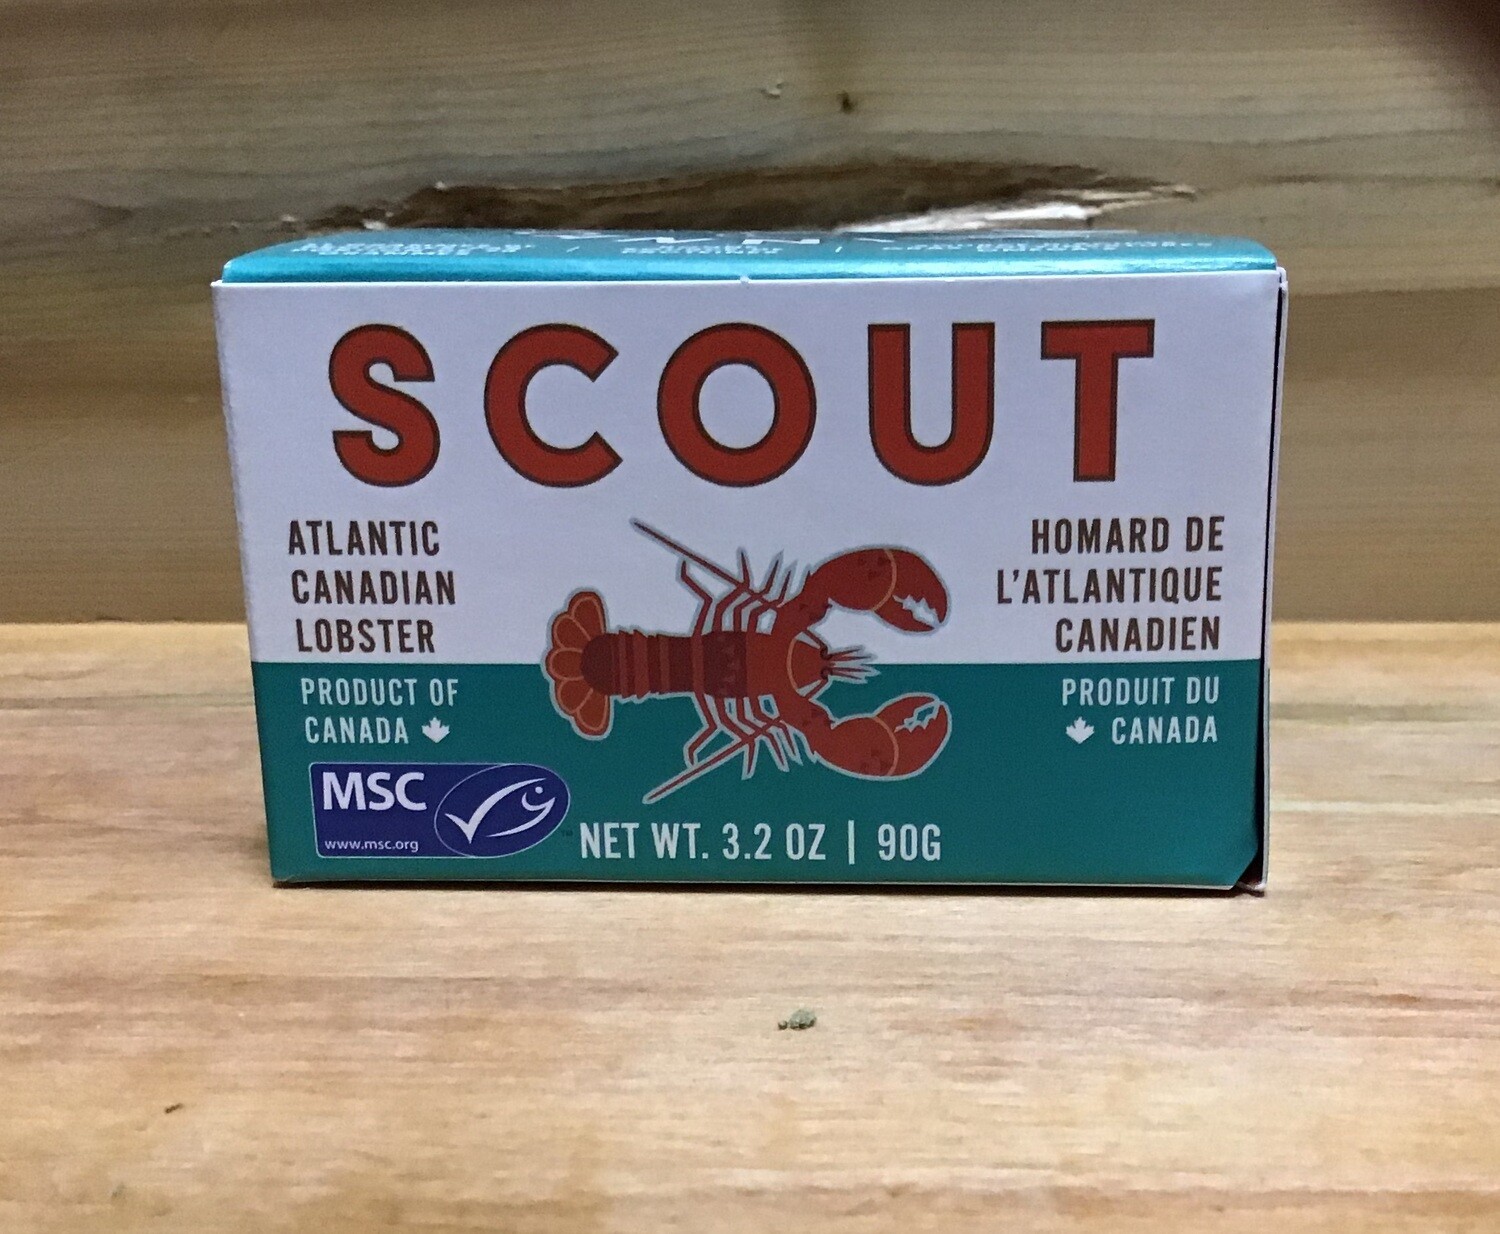 SCOUT
ATLANTIC
CANADIAN
LOBSTER
HOMARD DE
L'ATLANTIQUE
CANADIEN
PRODUCT OF
CANADA
PRODUIT DU
CANADA
MSC
www.msc.org
™
NET WT. 3.2 OZ | 90G